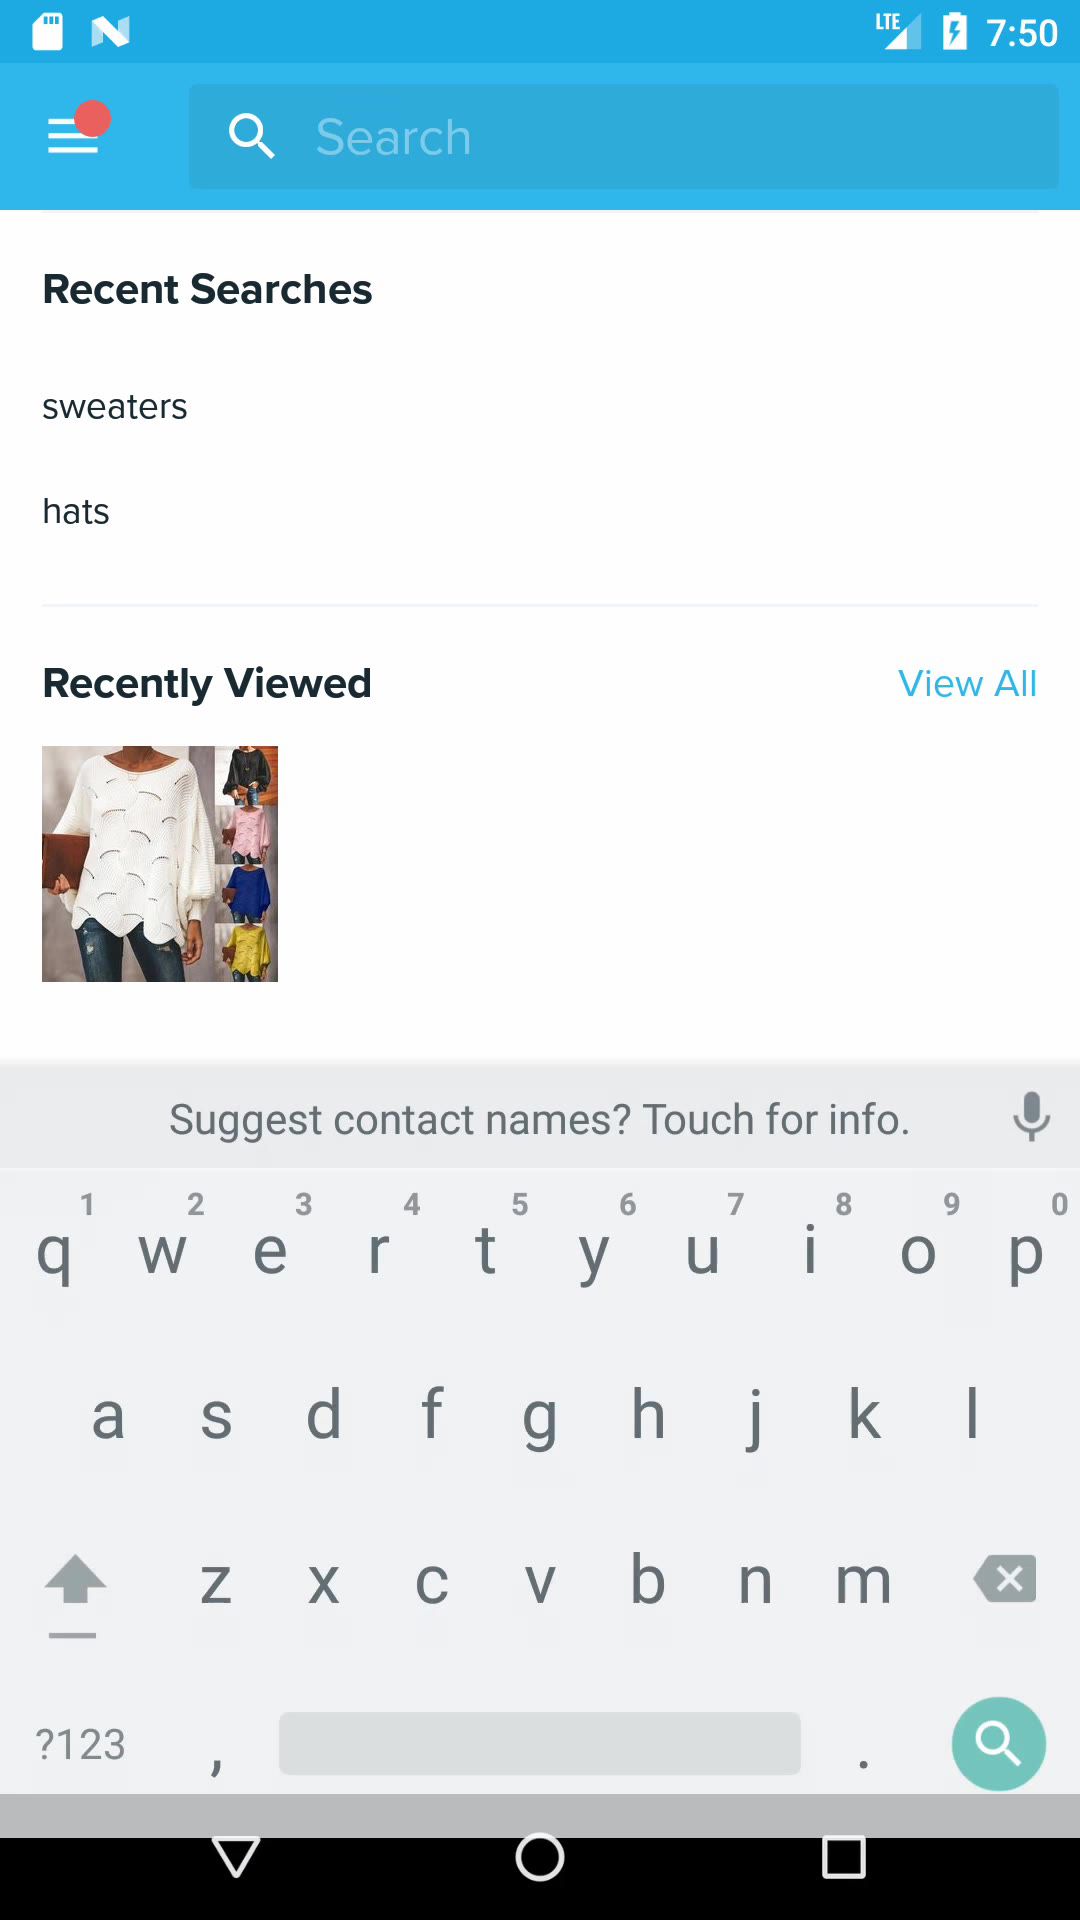 LTE 7:50
Search
Recent Searches
sweaters
hats
Recently Viewed View All
Suggest contact names? Touch for info.
1 2 3 4 5 6 7 8 9 0
q w e r t y u i o p
a s d f g h j k l
z x c v b n m
?123 , .